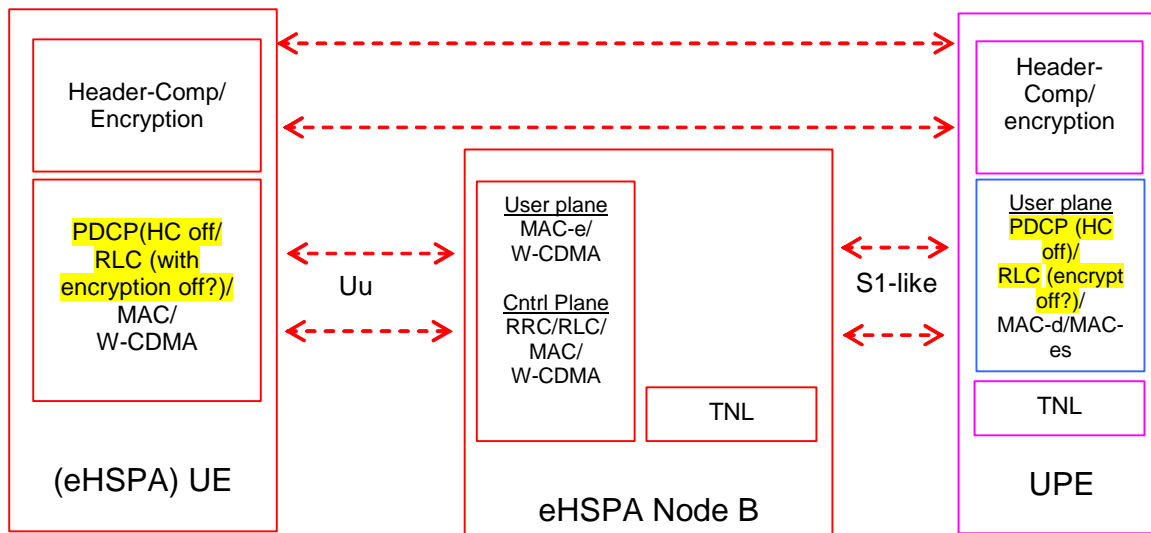 Header-Comp/
Encryption
PDCP(HC off/
RLC (with
encryption off?)/
MAC/
W-CDMA
(eHSPA) UE
Uu
User plane
MAC-e/
W-CDMA
Cntrl Plane
RRC/RLC/
MAC/
W-CDMA
TNL
eHSPA Node B
S1-like
Header-
Comp/
encryption
User plane
PDCP (HC
off)/
RLC (encrypt
off?)/
MAC-d/MAC-
es
TNL
UPE